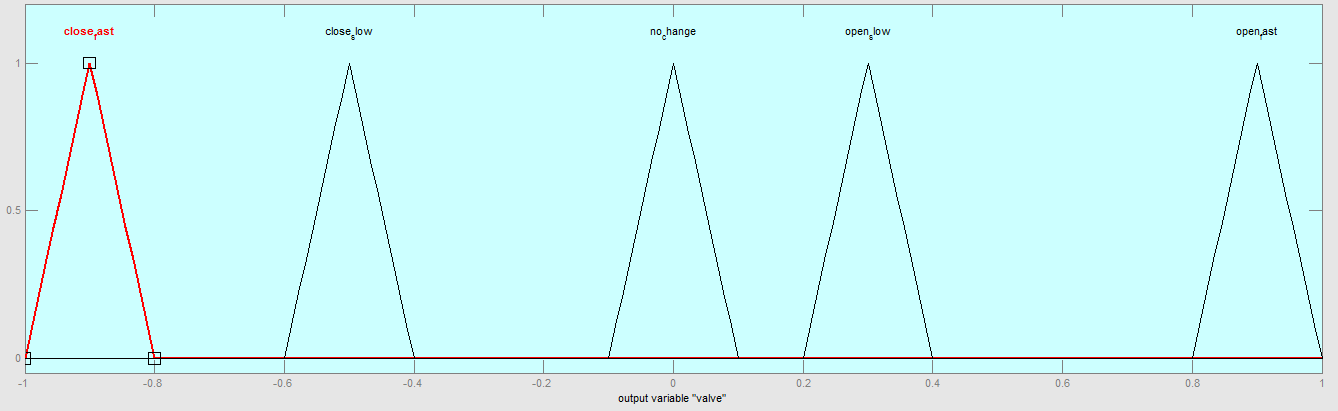 close_fast close_slow no_change open_slow open_fast
1
0.5
0
-1 -0.8 -0.6 -0.4 -0.2 0 0.2 0.4 0.6 0.8 1
output variable "valve"